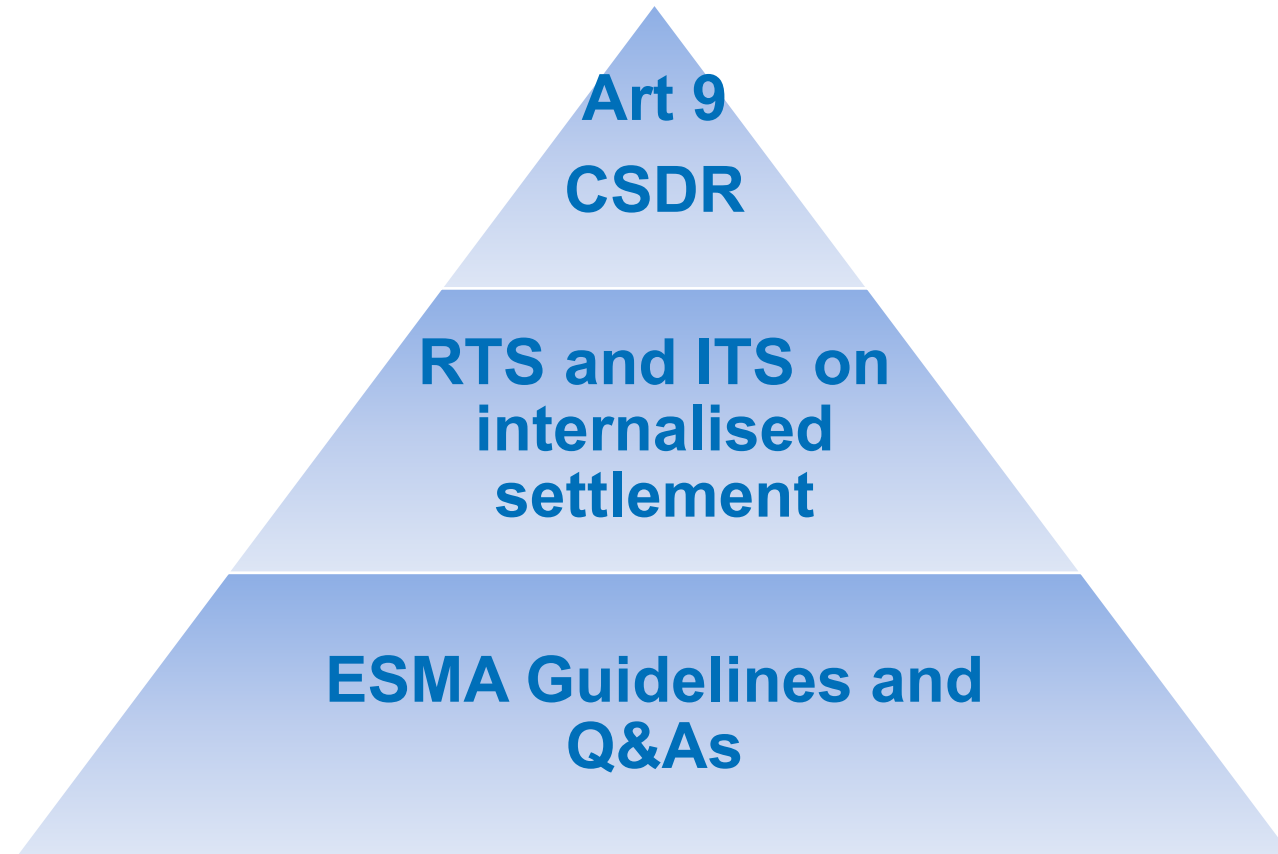 Art 9
CSDR
RTS and ITS on
internalised
settlement
ESMA Guidelines and
Q&As